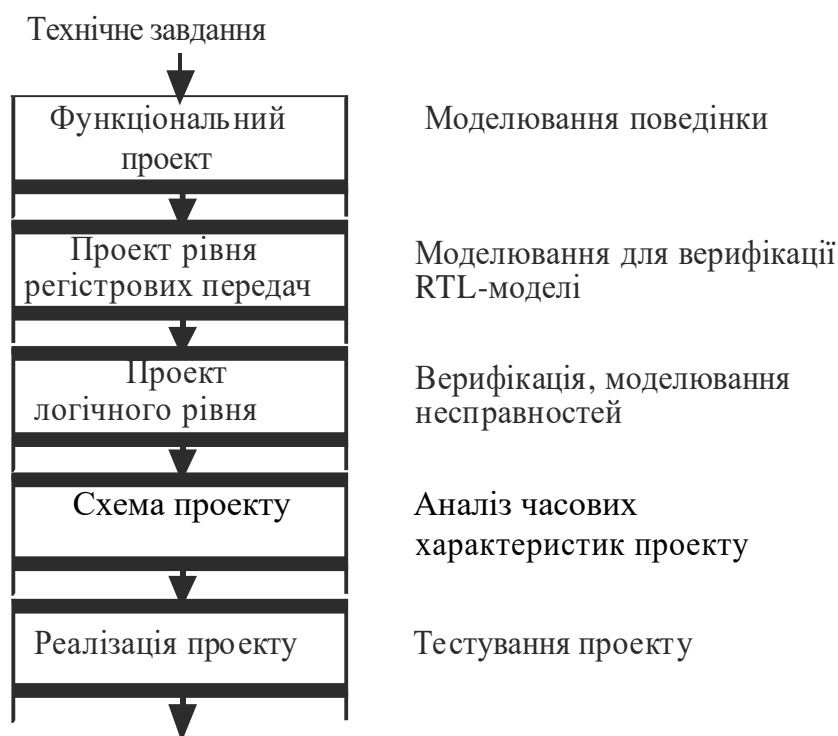 Технічне завдання
Функціональний
проект
Моделювання поведінки
Проект рівня
регістрових передач
Моделювання для верифікації
RTL-моделі
Проект
логічного рівня
Верифікація, моделювання
несправностей
Схема проекту
Аналіз часових
характеристик проекту
Реалізація проекту
Тестування проекту